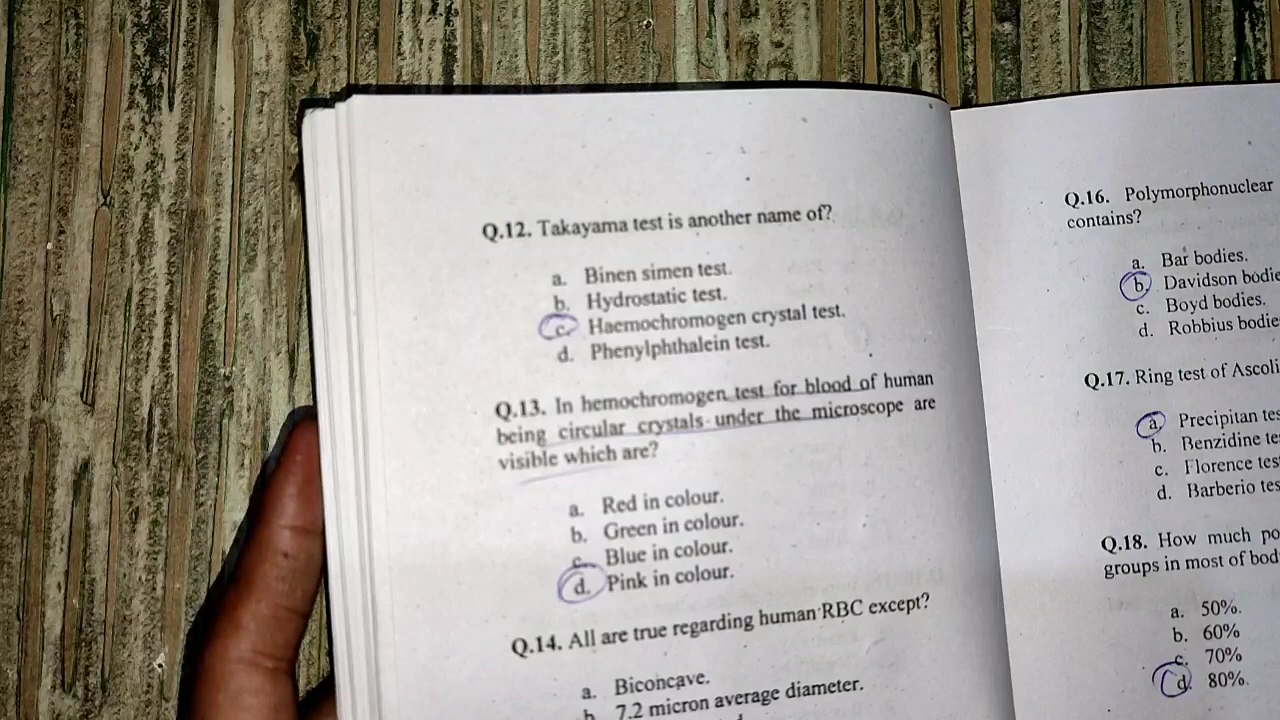 Q.12. Takayama test is another name of?
a. Binen simen test.
b. Hydrostatic test.
c. Haemochromogen crystal test.
d. Phenylphthalein test.
Q.13. In hemochromogen test for blood of human
being circular crystals under the microscope are
visible which are?
a. Red in colour.
b. Green in colour.
c. Blue in colour.
d. Pink in colour.
Q.14. All are true regarding human RBC except?
a. Biconcave.
b 7.2 micron average diameter.
Q.16. Polymorphonuclear
contains?
a. Bar bodies.
b. Davidson bodie
c. Boyd bodies.
d. Robbius bodie
Q.17. Ring test of Ascoli
a. Precipitan tes
b. Benzidine te
c. Florence tes
d. Barberio tes
Q.18. How much po
groups in most of bod
a. 50%.
b. 60%
c. 70%
d. 80%.